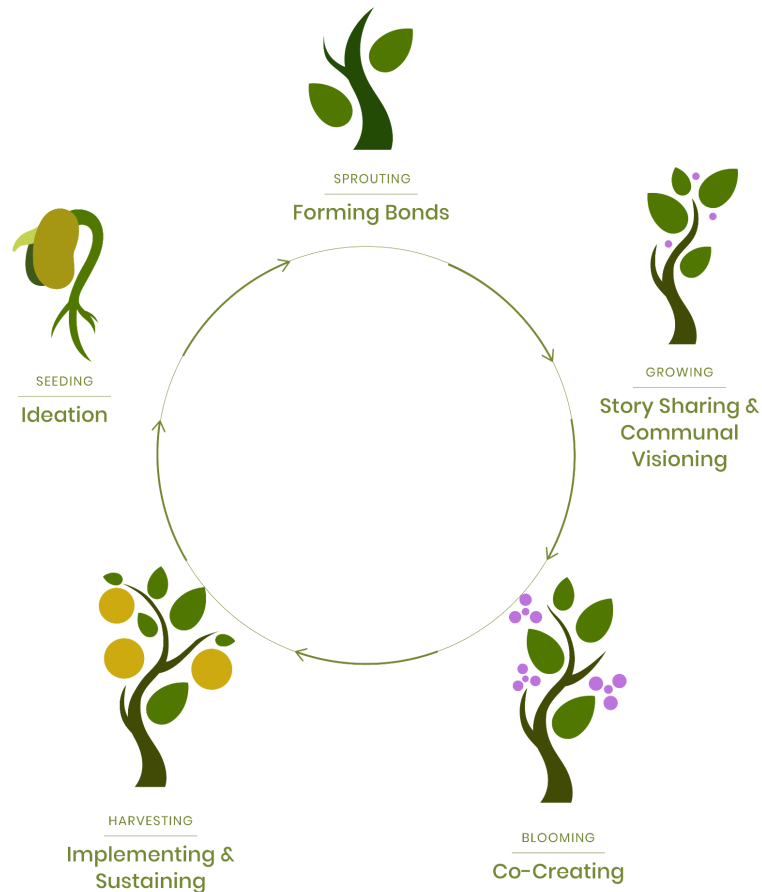 SPROUTING
Forming Bonds
GROWING
Story Sharing &
Communal
Visioning
SEEDING
Ideation
HARVESTING
Implementing &
Sustaining
BLOOMING
Co-Creating